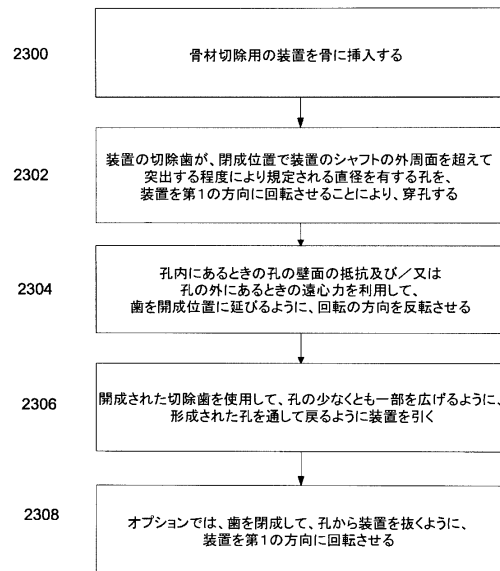 2300
骨材切除用の装置を骨に挿入する
2302
装置の切除歯が、閉成位置で装置のシャフトの外周面を超えて
突出する程度により規定される直径を有する孔を、
装置を第1の方向に回転させることにより、穿孔する
2304
孔内にあるときの孔の壁面の抵抗及び/又は
孔の外にあるときの遠心力を利用して、
歯を開成位置に延びるように、回転の方向を反転させる
2306
開成された切除歯を使用して、孔の少なくとも一部を広げるように、
形成された孔を通して戻るように装置を引く
2308
オプションでは、歯を閉成して、孔から装置を抜くように、
装置を第1の方向に回転させる